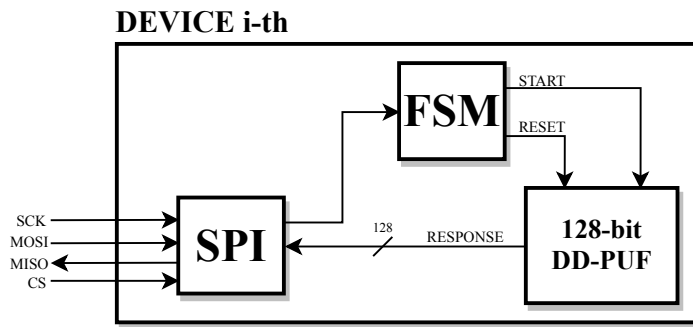 DEVICE i-th
FSM
START
RESET
SCK
MOSI
MISO
CS
SPI
128
RESPONSE
128-bit
DD-PUF